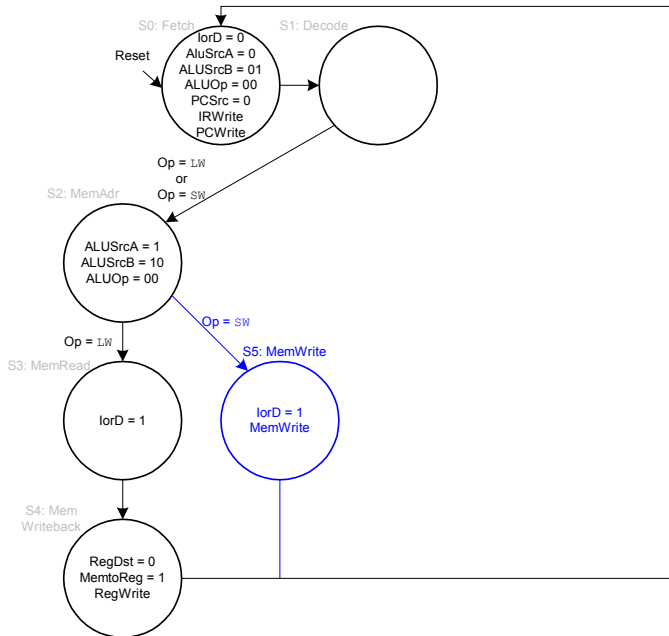 S0: Fetch
S1: Decode
Reset
IorD = 0
AluSrcA = 0
ALUSrcB = 01
ALUOp = 00
PCSrc = 0
IRWrite
PCWrite
Op = LW
or
Op = SW
S2: MemAdr
ALUSrcA = 1
ALUSrcB = 10
ALUOp = 00
Op = LW
Op = SW
S3: MemRead
S5: MemWrite
IorD = 1
IorD = 1
MemWrite
S4: Mem
Writeback
RegDst = 0
MemtoReg = 1
RegWrite